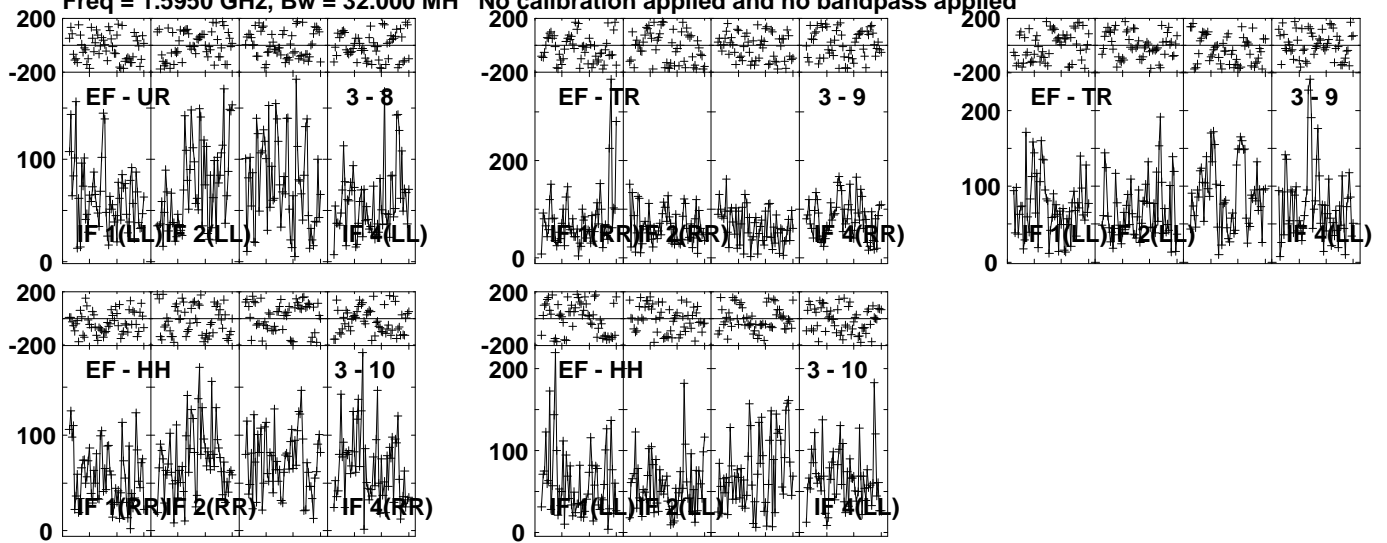 Freq = 1.5950 GHz, Bw = 32.000 MH No calibration applied and no bandpass applied
200
-200
EF - UR
3 - 8
100
IF 1(LL)
IF 2(LL)
IF 4(LL)
0
200
-200
EF - TR
3 - 9
200
IF 1(RR)
IF 2(RR)
IF 4(RR)
0
200
-200
EF - TR
3 - 9
200
100
IF 1(LL)
IF 2(LL)
IF 4(LL)
0
200
-200
EF - HH
3 - 10
100
IF 1(RR)
IF 2(RR)
IF 4(RR)
0
200
-200
EF - HH
3 - 10
200
100
IF 1(LL)
IF 2(LL)
IF 4(LL)
0